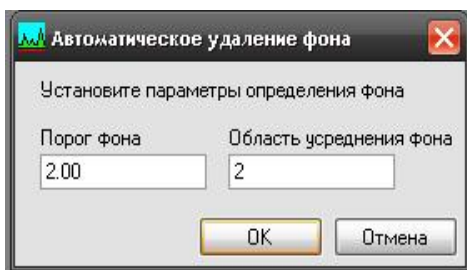 Автоматическое удаление фона
Установите параметры определения фона
Порог фона Область усреднения фона
2.00 2
OK Отмена